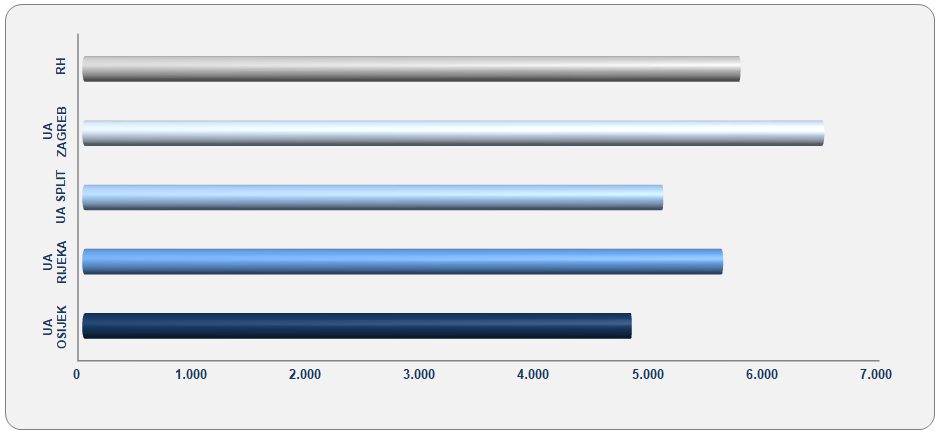 RH
UA
ZAGREB
UA SPLIT
UA
RIJEKA
UA
OSIJEK
0 1.000 2.000 3.000 4.000 5.000 6.000 7.000